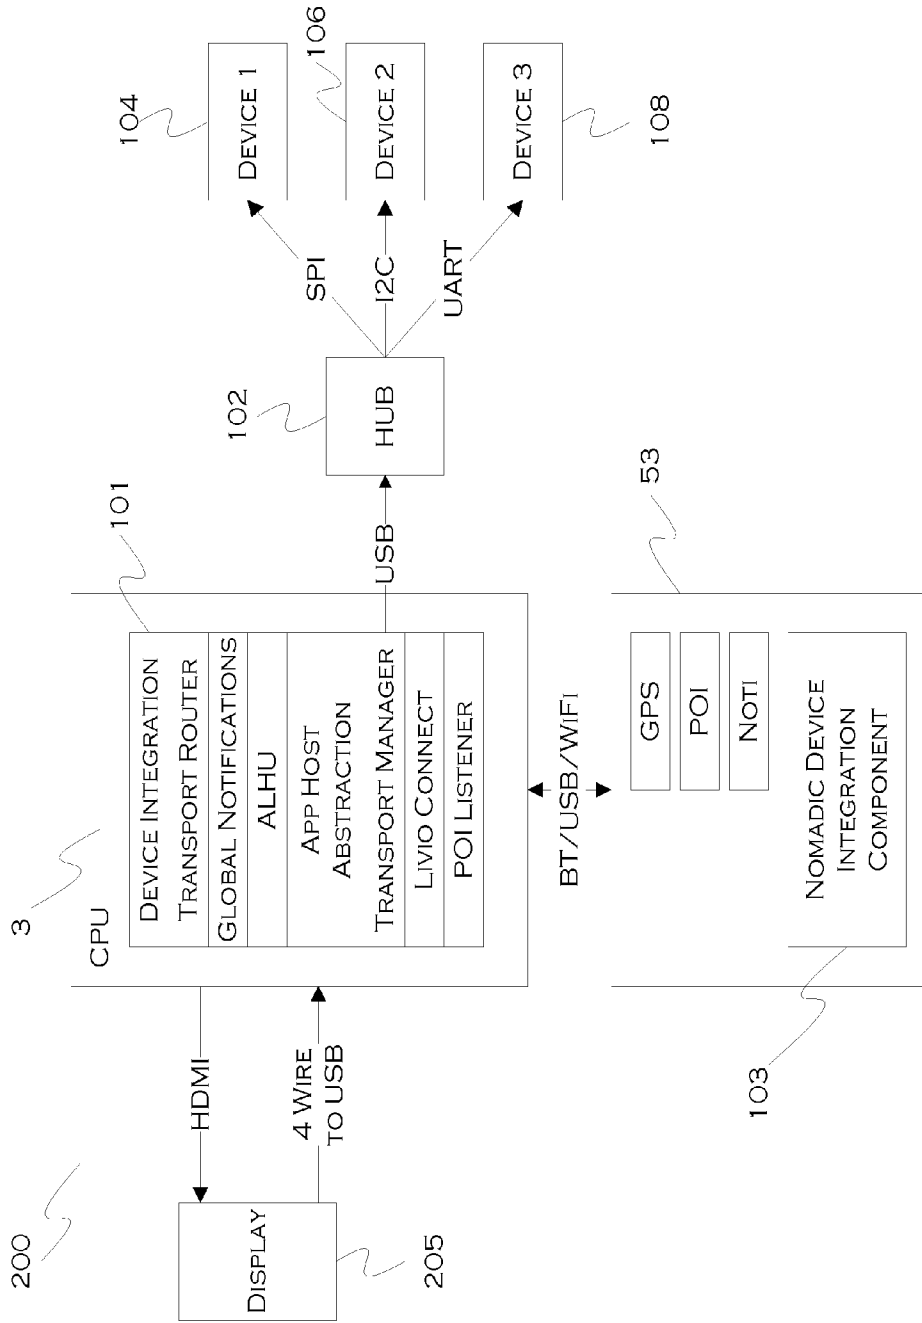 200
3
CPU
101
DEVICE INTEGRATION
TRANSPORT ROUTER
GLOBAL NOTIFICATIONS
ALHU
APP HOST
ABSTRACTION
TRANSPORT MANAGER
LIVIO CONNECT
POI LISTENER
HDMI
4 WIRE
TO USB
DISPLAY
205
USB
102
HUB
SPI
I2C
UART
104
DEVICE 1
106
DEVICE 2
DEVICE 3
108
BT/USB/WIFI
53
GPS
POI
NOTI
NOMADIC DEVICE
INTEGRATION
COMPONENT
103